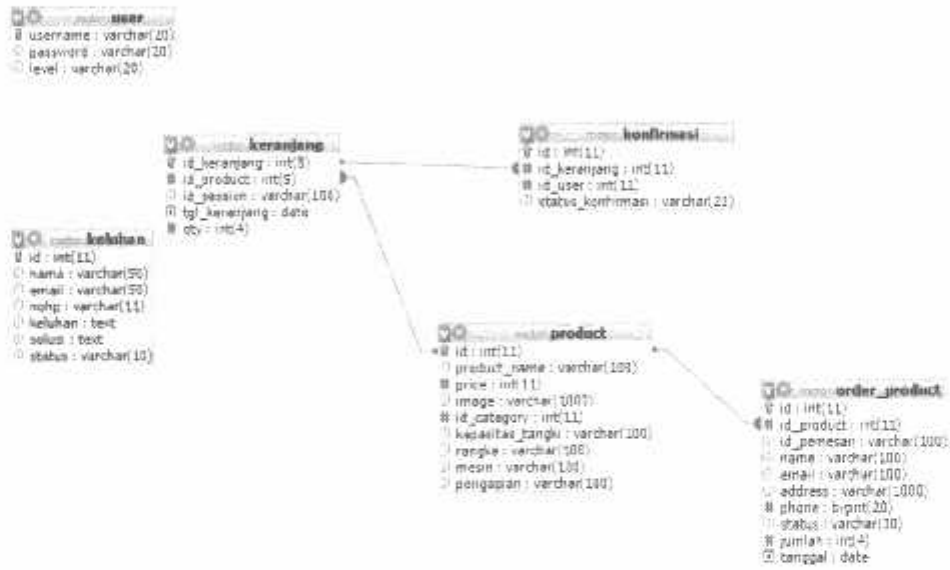 user
username : varchar(20)
password : varchar(20)
level : varchar(20)
keranjang
id_keranjang : int(5)
id_product : int(5)
id_session : varchar(100)
tgl_keranjang : date
qty : int(4)
konfirmasi
id : int(11)
id_keranjang : int(11)
id_user : int(11)
status_konfirmasi : varchar(23)
keluhan
id : int(11)
nama : varchar(50)
email : varchar(50)
nohp : varchar(11)
keluhan : text
solusi : text
status : varchar(10)
product
id : int(11)
product_name : varchar(100)
price : int(11)
image : varchar(1000)
id_category : int(11)
kapasitas_tangki : varchar(100)
rangka : varchar(100)
mesin : varchar(100)
pengapian : varchar(100)
order_product
id : int(11)
id_product : int(11)
id_pemesan : varchar(100)
name : varchar(100)
email : varchar(100)
address : varchar(1000)
phone : bigint(20)
status : varchar(30)
jumlah : int(4)
tanggal : date